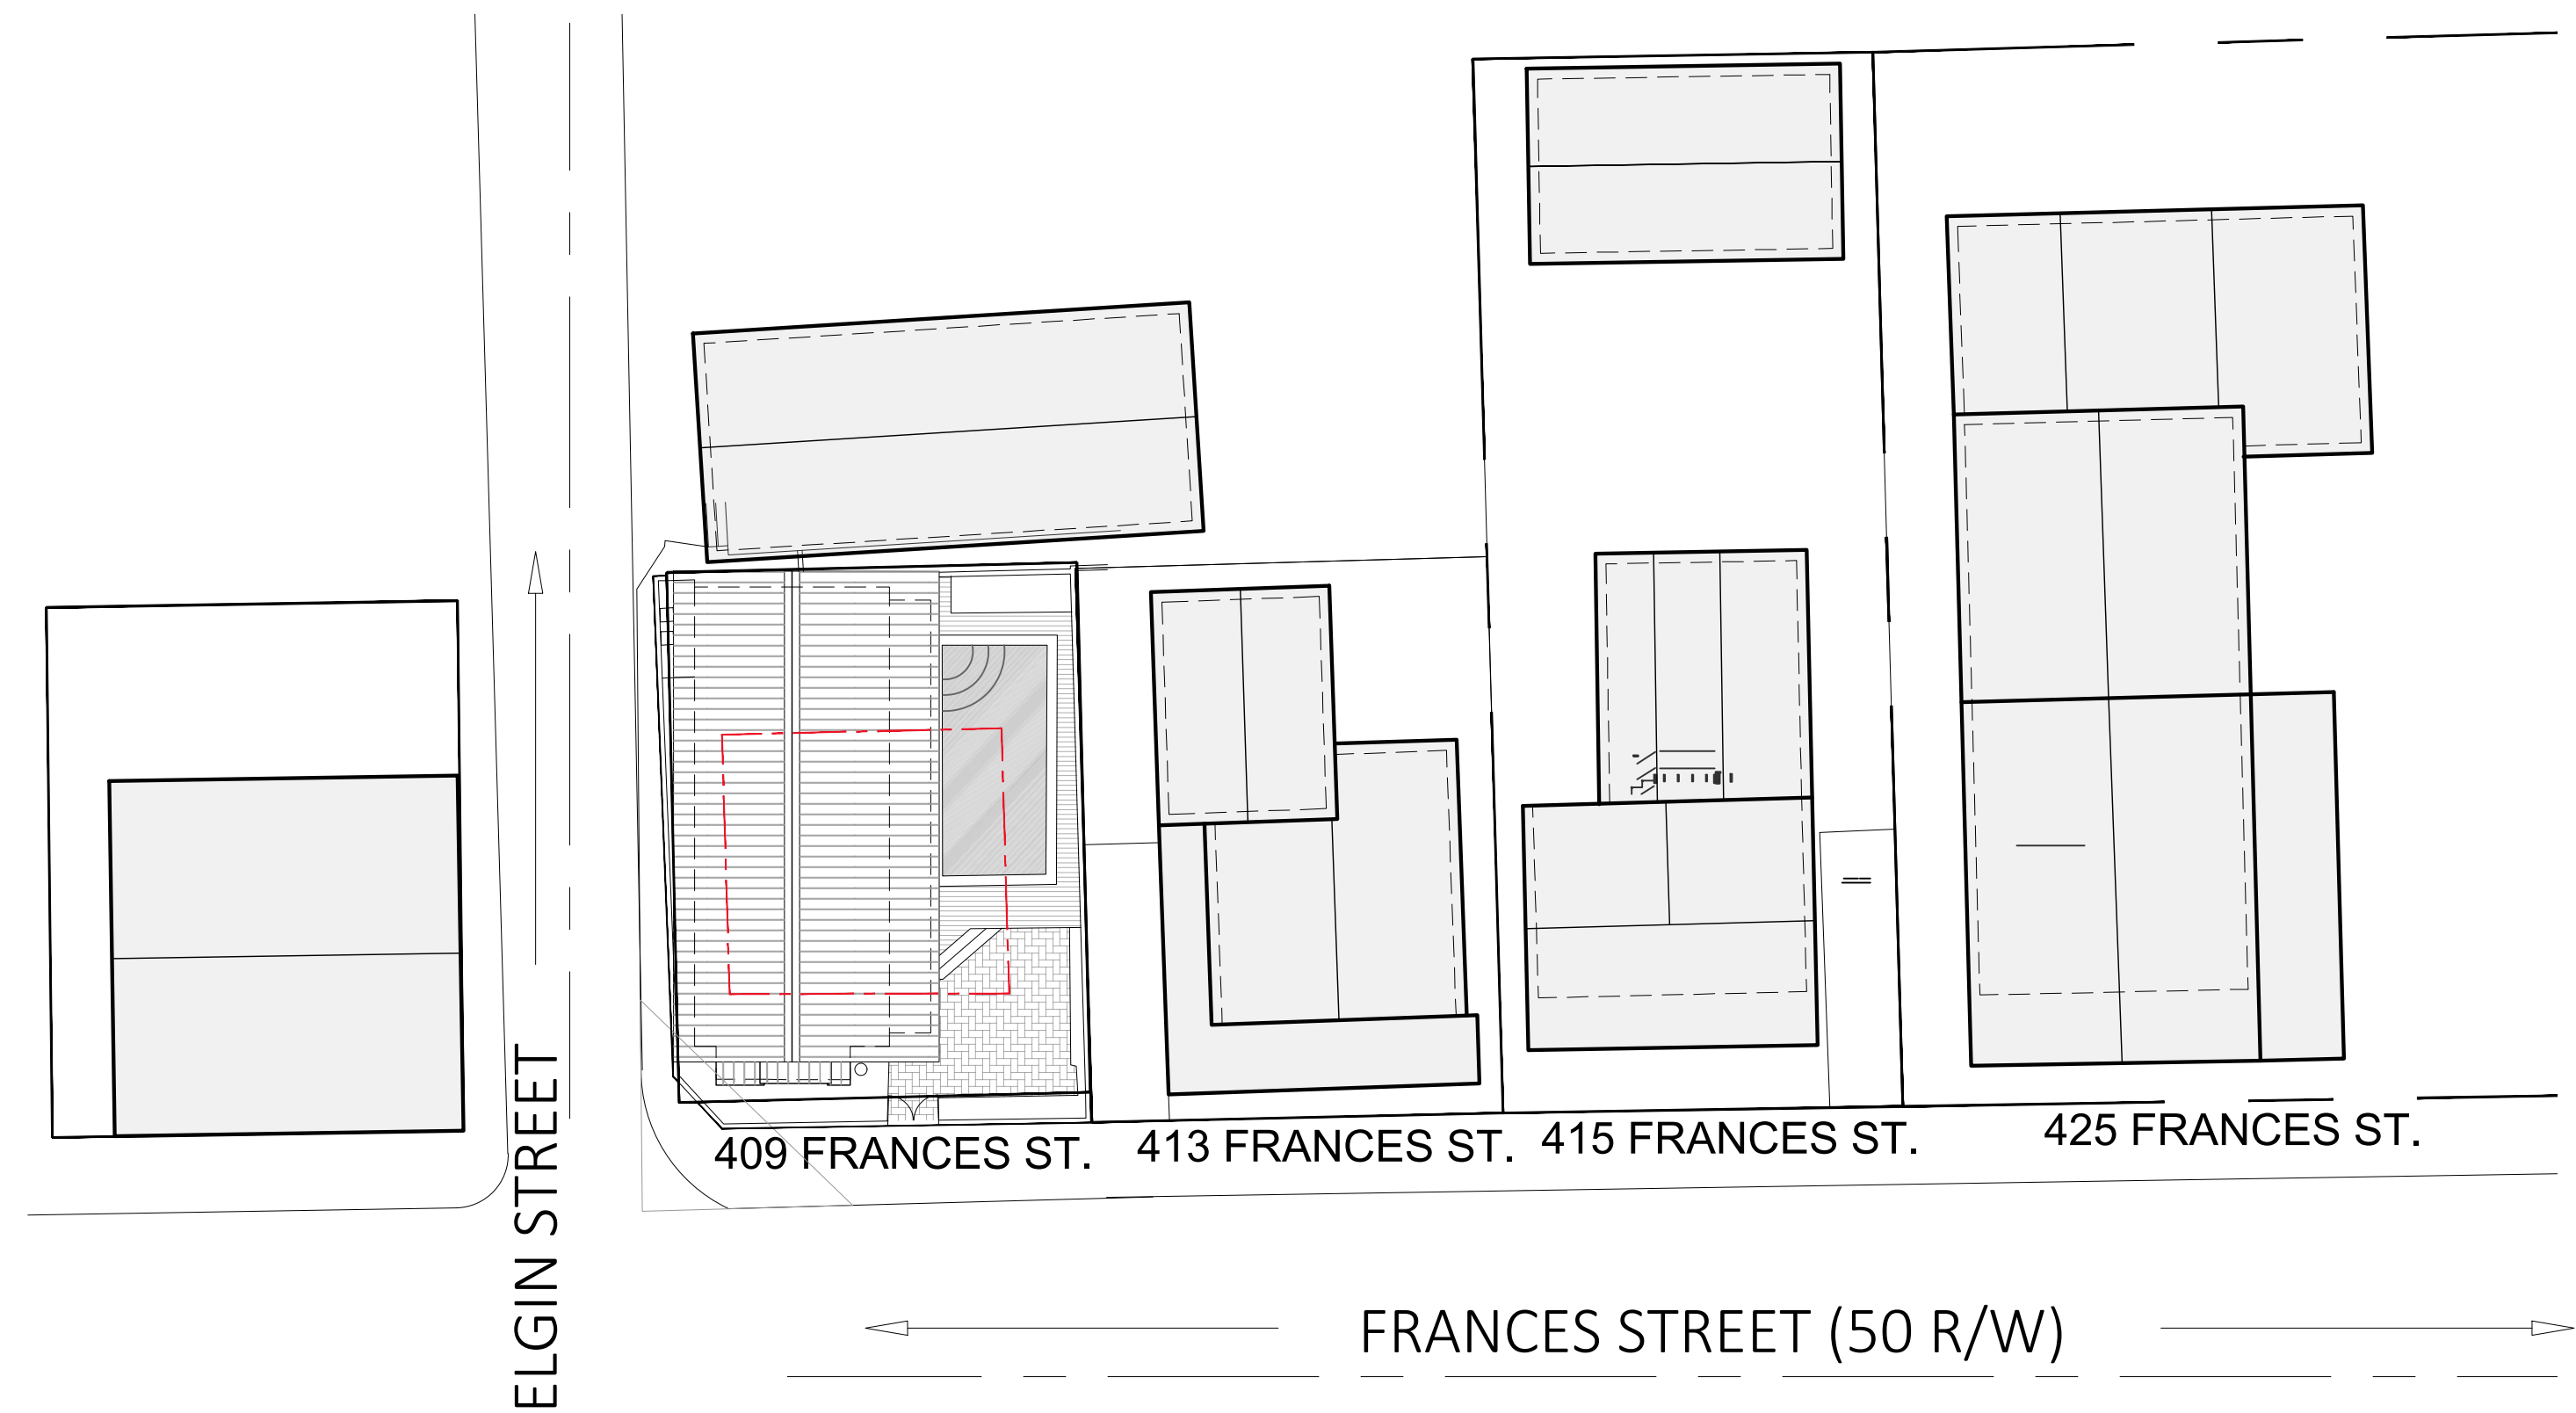 409 FRANCES ST.
413 FRANCES ST.
415 FRANCES ST.
425 FRANCES ST.
ELGIN STREET
FRANCES STREET (50 R/W)